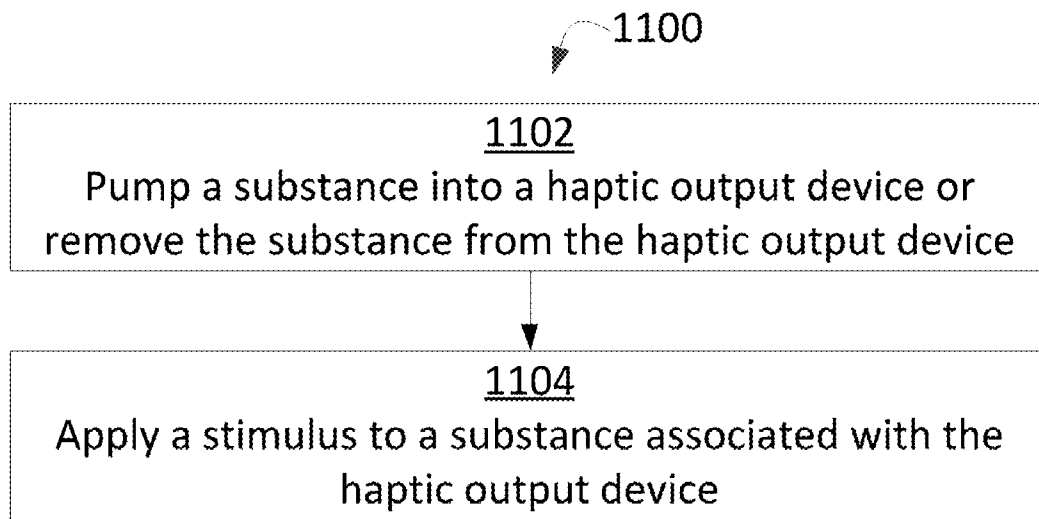 1100
1102
Pump a substance into a haptic output device or
remove the substance from the haptic output device
1104
Apply a stimulus to a substance associated with the
haptic output device